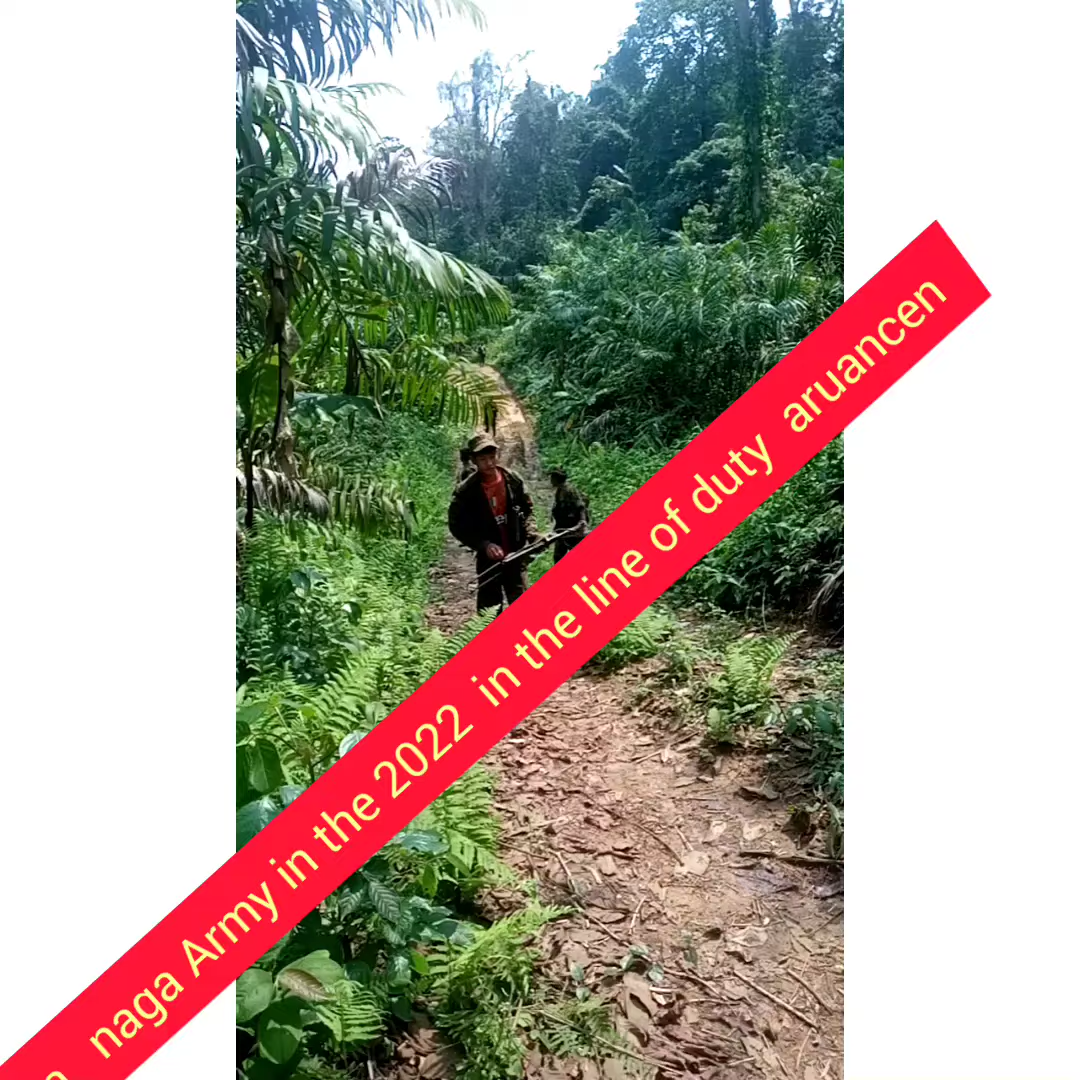 naga Army in the 2022 in the line of duty aruancen